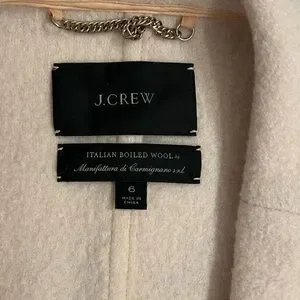 J.CREW
ITALIAN BOILED WOOL by
Manifattura di Carmignano s.r.l
6
MADE IN
CHINA